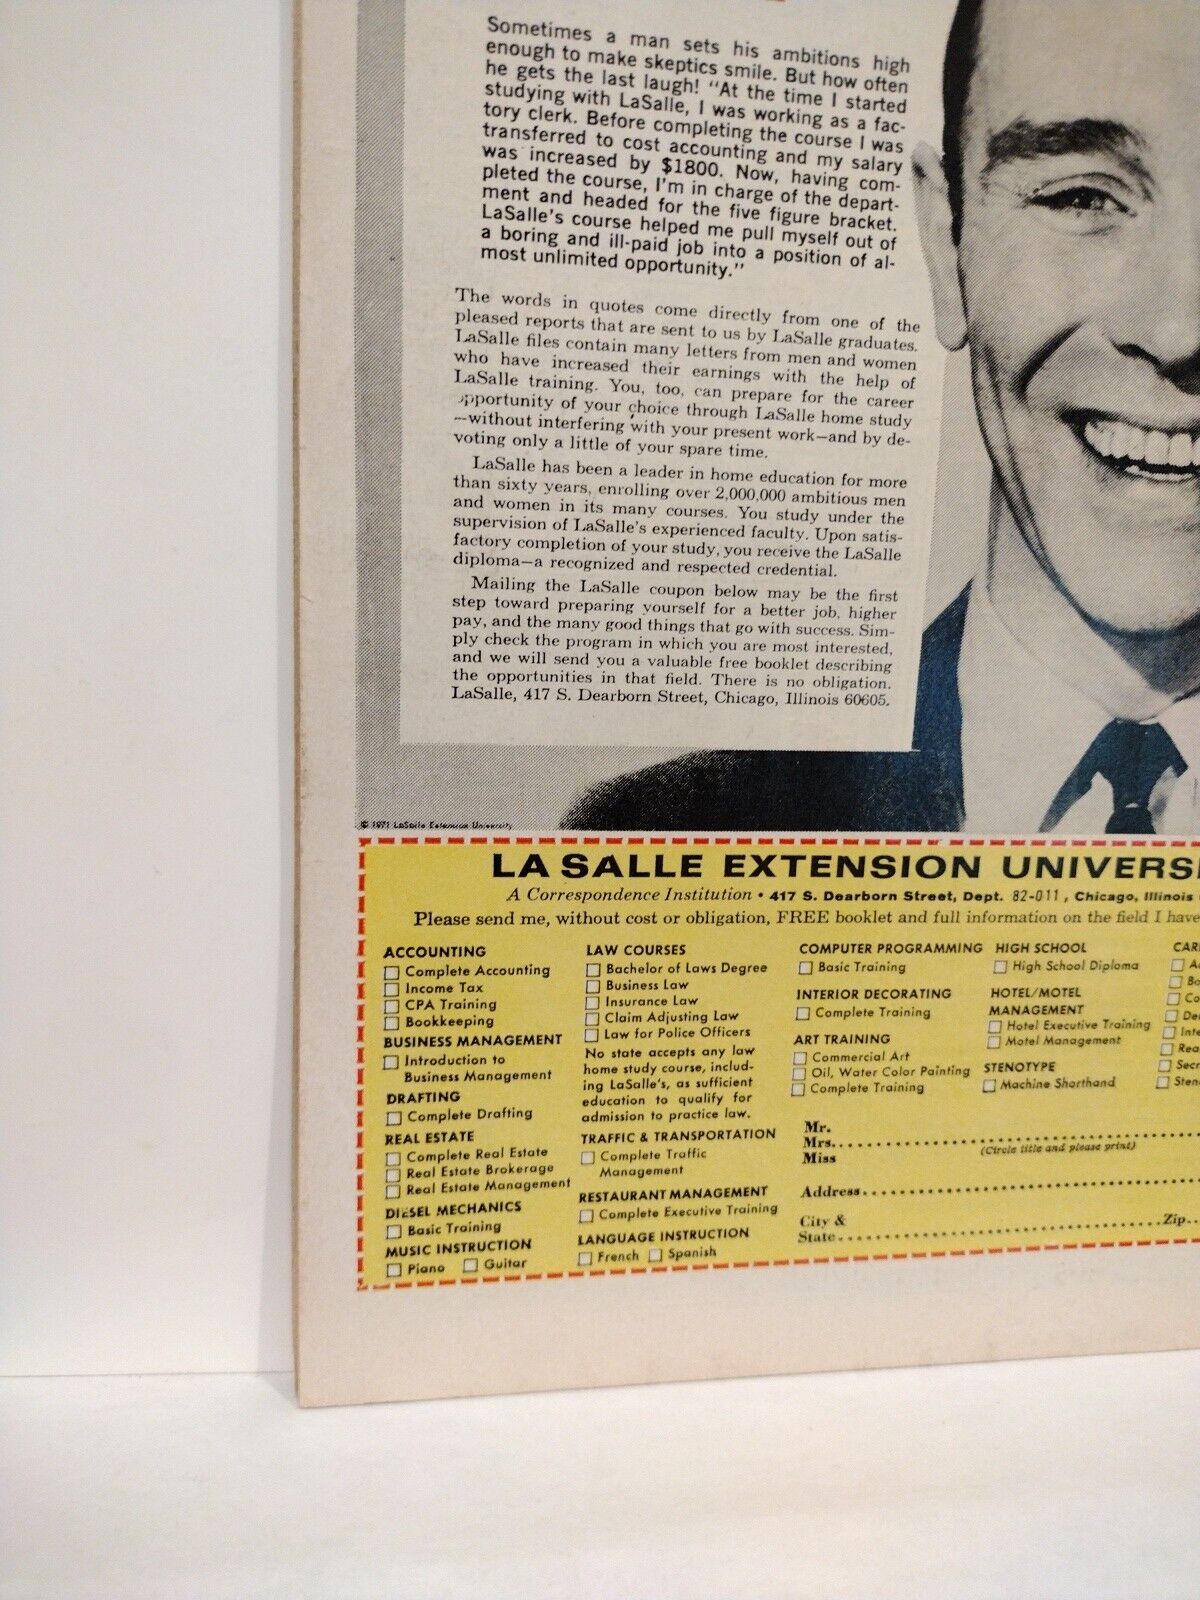 Sometimes a man sets his ambitions high
enough to make skeptics smile. But how often
he gets the last laugh! "At the time I started
studying with LaSalle, I was working as a fac-
tory clerk. Before completing the course I was
transferred to cost accounting and my salary
was increased by $1800. Now, having com-
pleted the course, I'm in charge of the depart-
ment and headed for the five figure bracket.
LaSalle's course helped me pull myself out of
a boring and ill-paid job into a position of al-
most unlimited opportunity."
The words in quotes come directly from one of the
pleased reports that are sent to us by LaSalle graduates.
LaSalle files contain many letters from men and women
who have increased their earnings with the help of
LaSalle training. You, too, can prepare for the career
opportunity of your choice through LaSalle home study
—without interfering with your present work—and by de-
voting only a little of your spare time.
LaSalle has been a leader in home education for more
than sixty years, enrolling over 2,000,000 ambitious men
and women in its many courses. You study under the
supervision of LaSalle's experienced faculty. Upon satis-
factory completion of your study, you receive the LaSalle
diploma—a recognized and respected credential.
Mailing the LaSalle coupon below may be the first
step toward preparing yourself for a better job, higher
pay, and the many good things that go with success. Sim-
ply check the program in which you are most interested,
and we will send you a valuable free booklet describing
the opportunities in that field. There is no obligation.
LaSalle, 417 S. Dearborn Street, Chicago, Illinois 60605.
© 1971 LaSalle Extension University
LA SALLE EXTENSION UNIVERSI
A Correspondence Institution • 417 S. Dearborn Street, Dept. 82-011, Chicago, Illinois
Please send me, without cost or obligation, FREE booklet and full information on the field I have
ACCOUNTING
Complete Accounting
Income Tax
CPA Training
Bookkeeping
BUSINESS MANAGEMENT
Introduction to
Business Management
DRAFTING
Complete Drafting
REAL ESTATE
Complete Real Estate
Real Estate Brokerage
Real Estate Management
DIESEL MECHANICS
Basic Training
MUSIC INSTRUCTION
Piano Guitar
LAW COURSES
Bachelor of Laws Degree
Business Law
Insurance Law
Claim Adjusting Law
Law for Police Officers
No state accepts any law
home study course, includ-
ing LaSalle's, as sufficient
education to qualify for
admission to practice law.
TRAFFIC & TRANSPORTATION
Complete Traffic
Management
RESTAURANT MANAGEMENT
Complete Executive Training
LANGUAGE INSTRUCTION
French Spanish
COMPUTER PROGRAMMING
Basic Training
INTERIOR DECORATING
Complete Training
ART TRAINING
Commercial Art
Oil, Water Color Painting
Complete Training
HIGH SCHOOL
High School Diploma
HOTEL/MOTEL
MANAGEMENT
Hotel Executive Training
Motel Management
STENOTYPE
Machine Shorthand
CAR
A
Bo
Co
De
Inte
Rea
Secr
Sten
Mr.
Mrs.
Miss
(Circle title and please print)
Address
City &
State Zip